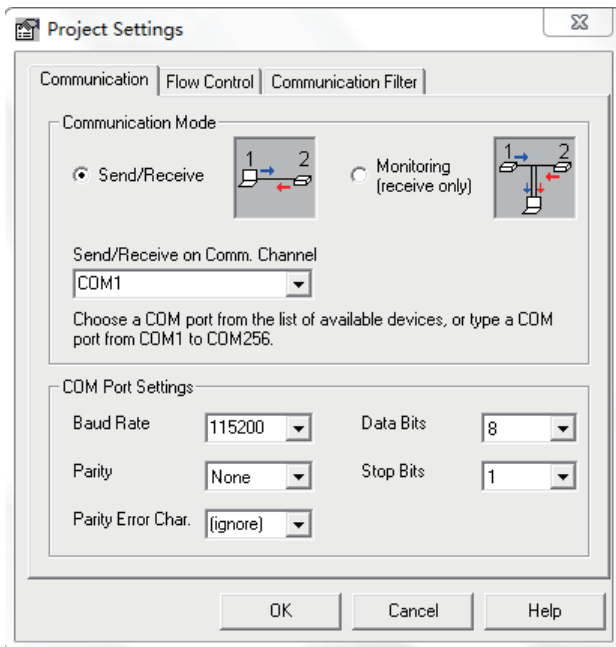 Project Settings
Communication Flow Control Communication Filter
Communication Mode
Send/Receive
1 2
Monitoring
(receive only)
1 2
Send/Receive on Comm. Channel
COM1
Choose a COM port from the list of available devices, or type a COM
port from COM1 to COM256.
COM Port Settings
Baud Rate 115200 Data Bits 8
Parity None Stop Bits 1
Parity Error Char. (ignore)
OK Cancel Help